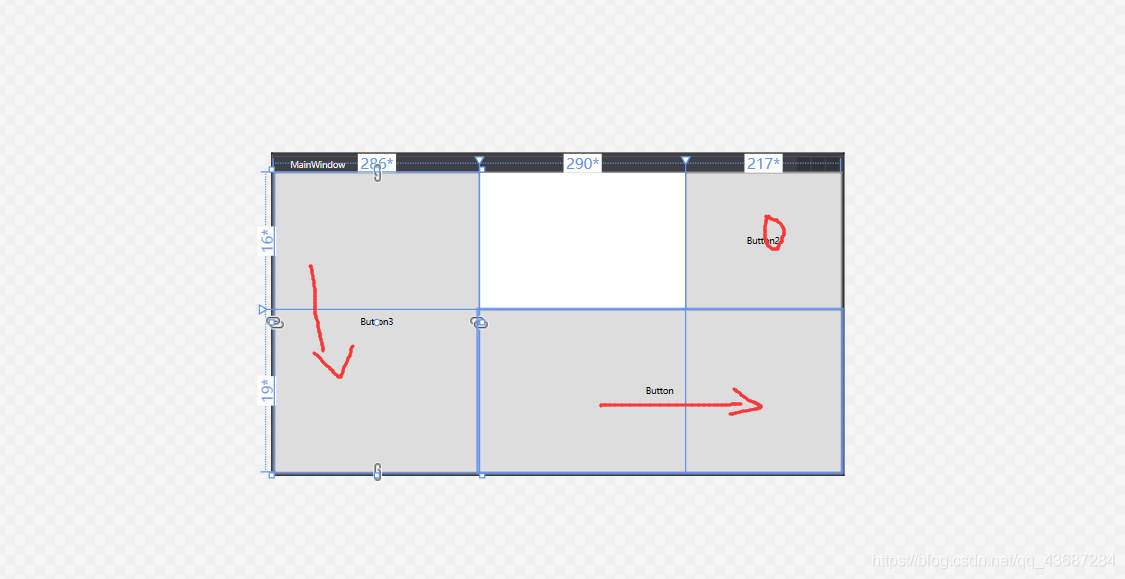 MainWindow 286* 290* 217*
16*
Button2
Button3
19*
Button
https://blog.csdn.net/qq_43687284